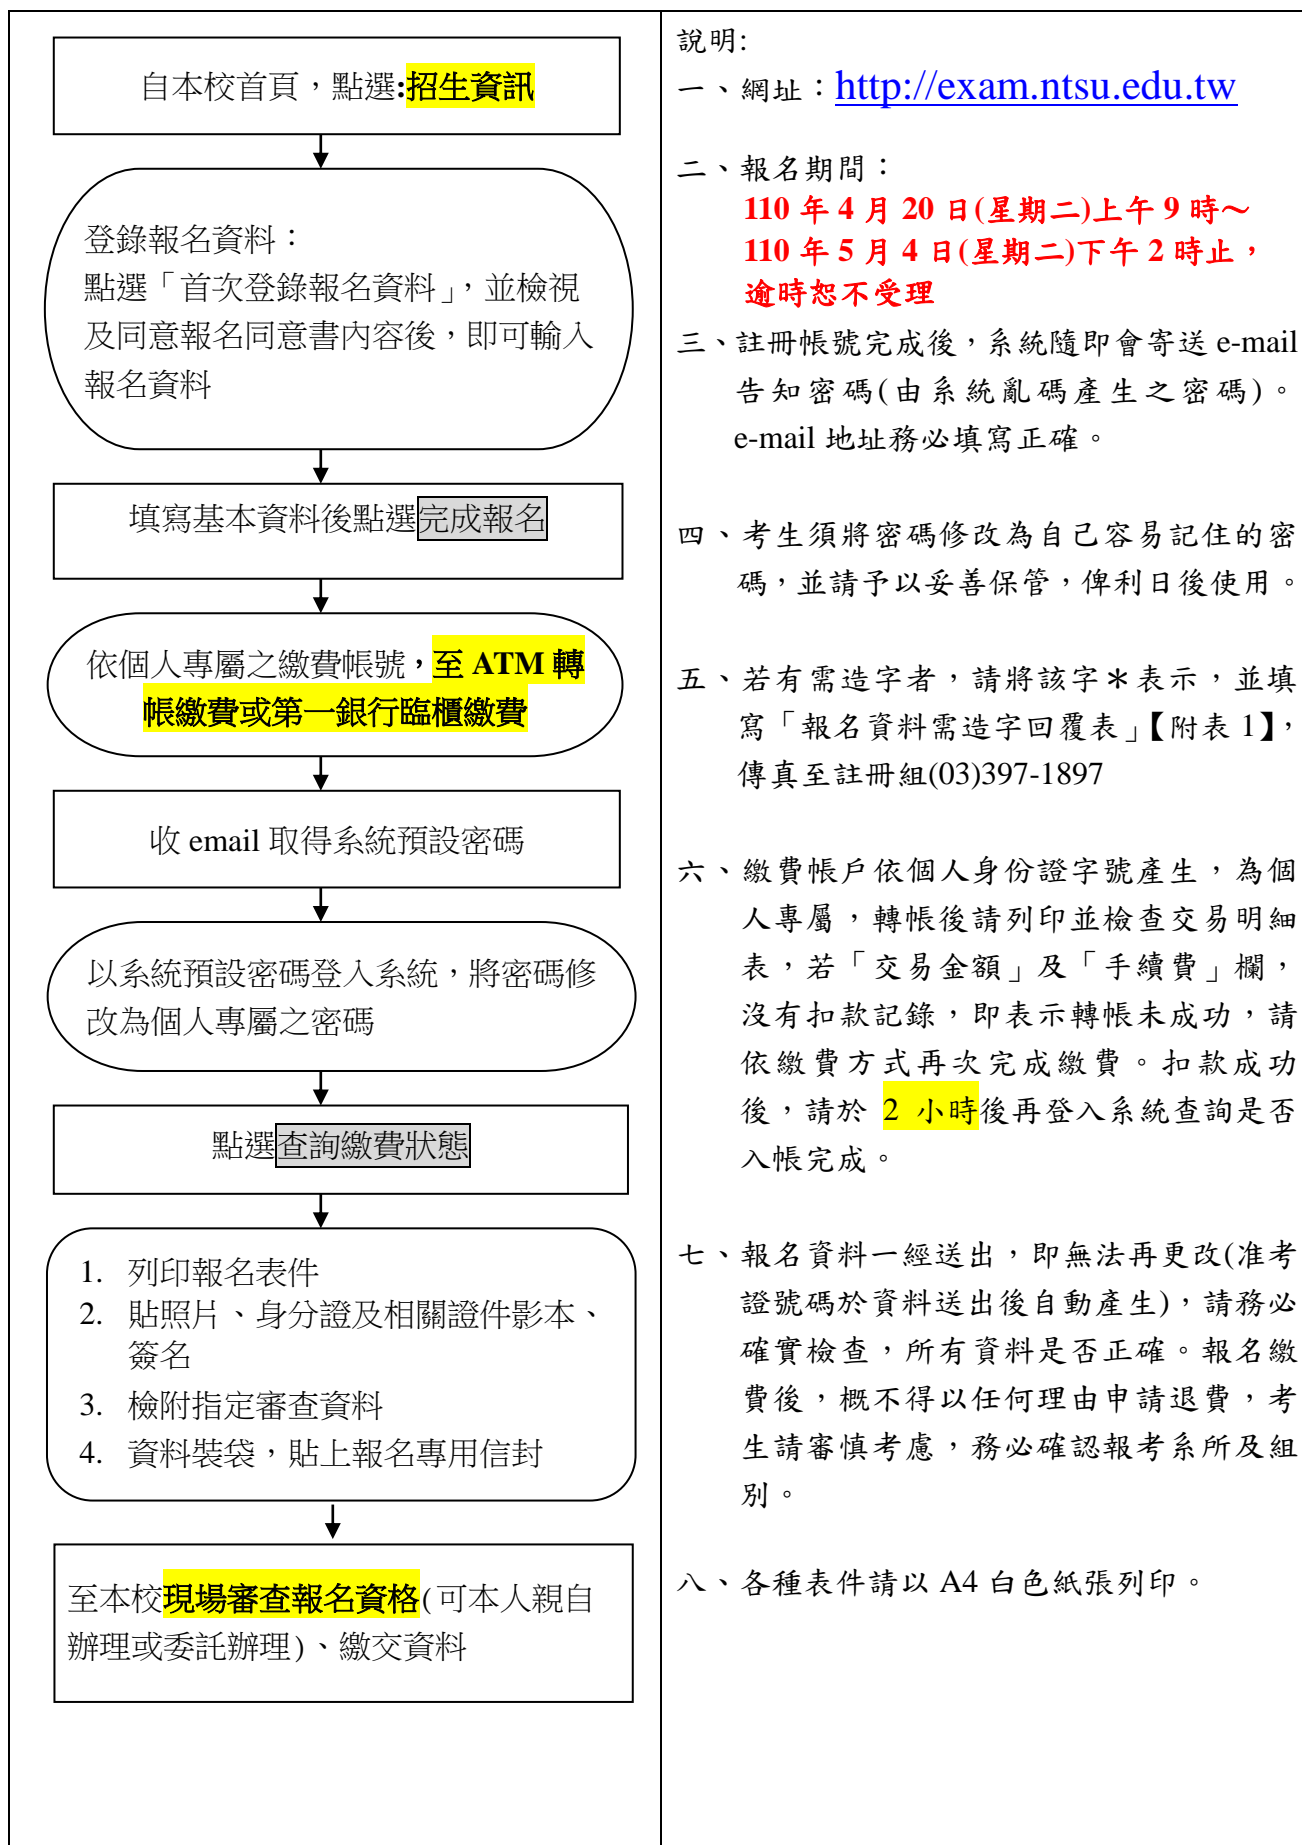 自本校首頁，點選:招生資訊
登錄報名資料：
點選「首次登錄報名資料」，並檢視
及同意報名同意書內容後，即可輸入
報名資料
填寫基本資料後點選完成報名
依個人專屬之繳費帳號，至 ATM 轉
帳繳費或第一銀行臨櫃繳費
收 email 取得系統預設密碼
以系統預設密碼登入系統，將密碼修
改為個人專屬之密碼
點選查詢繳費狀態
1. 列印報名表件
2. 貼照片、身分證及相關證件影本、
簽名
3. 檢附指定審查資料
4. 資料裝袋，貼上報名專用信封
至本校現場審查報名資格(可本人親自
辦理或委託辦理)、繳交資料
說明:
一、網址：http://exam.ntsu.edu.tw
二、報名期間：
110 年 4 月 20 日(星期二)上午 9 時～
110 年 5 月 4 日(星期二)下午 2 時止，
逾時恕不受理
三、註冊帳號完成後，系統隨即會寄送 e-mail
告知密碼(由系統亂碼產生之密碼)。
e-mail 地址務必填寫正確。
四、考生須將密碼修改為自己容易記住的密
碼，並請予以妥善保管，俾利日後使用。
五、若有需造字者，請將該字＊表示，並填
寫「報名資料需造字回覆表」【附表 1】，
傳真至註冊組(03)397-1897
六、繳費帳戶依個人身份證字號產生，為個
人專屬，轉帳後請列印並檢查交易明細
表，若「交易金額」及「手續費」欄，
沒有扣款記錄，即表示轉帳未成功，請
依繳費方式再次完成繳費。扣款成功
後，請於 2 小時後再登入系統查詢是否
入帳完成。
七、報名資料一經送出，即無法再更改(准考
證號碼於資料送出後自動產生)，請務必
確實檢查，所有資料是否正確。報名繳
費後，概不得以任何理由申請退費，考
生請審慎考慮，務必確認報考系所及組
別。
八、各種表件請以 A4 白色紙張列印。